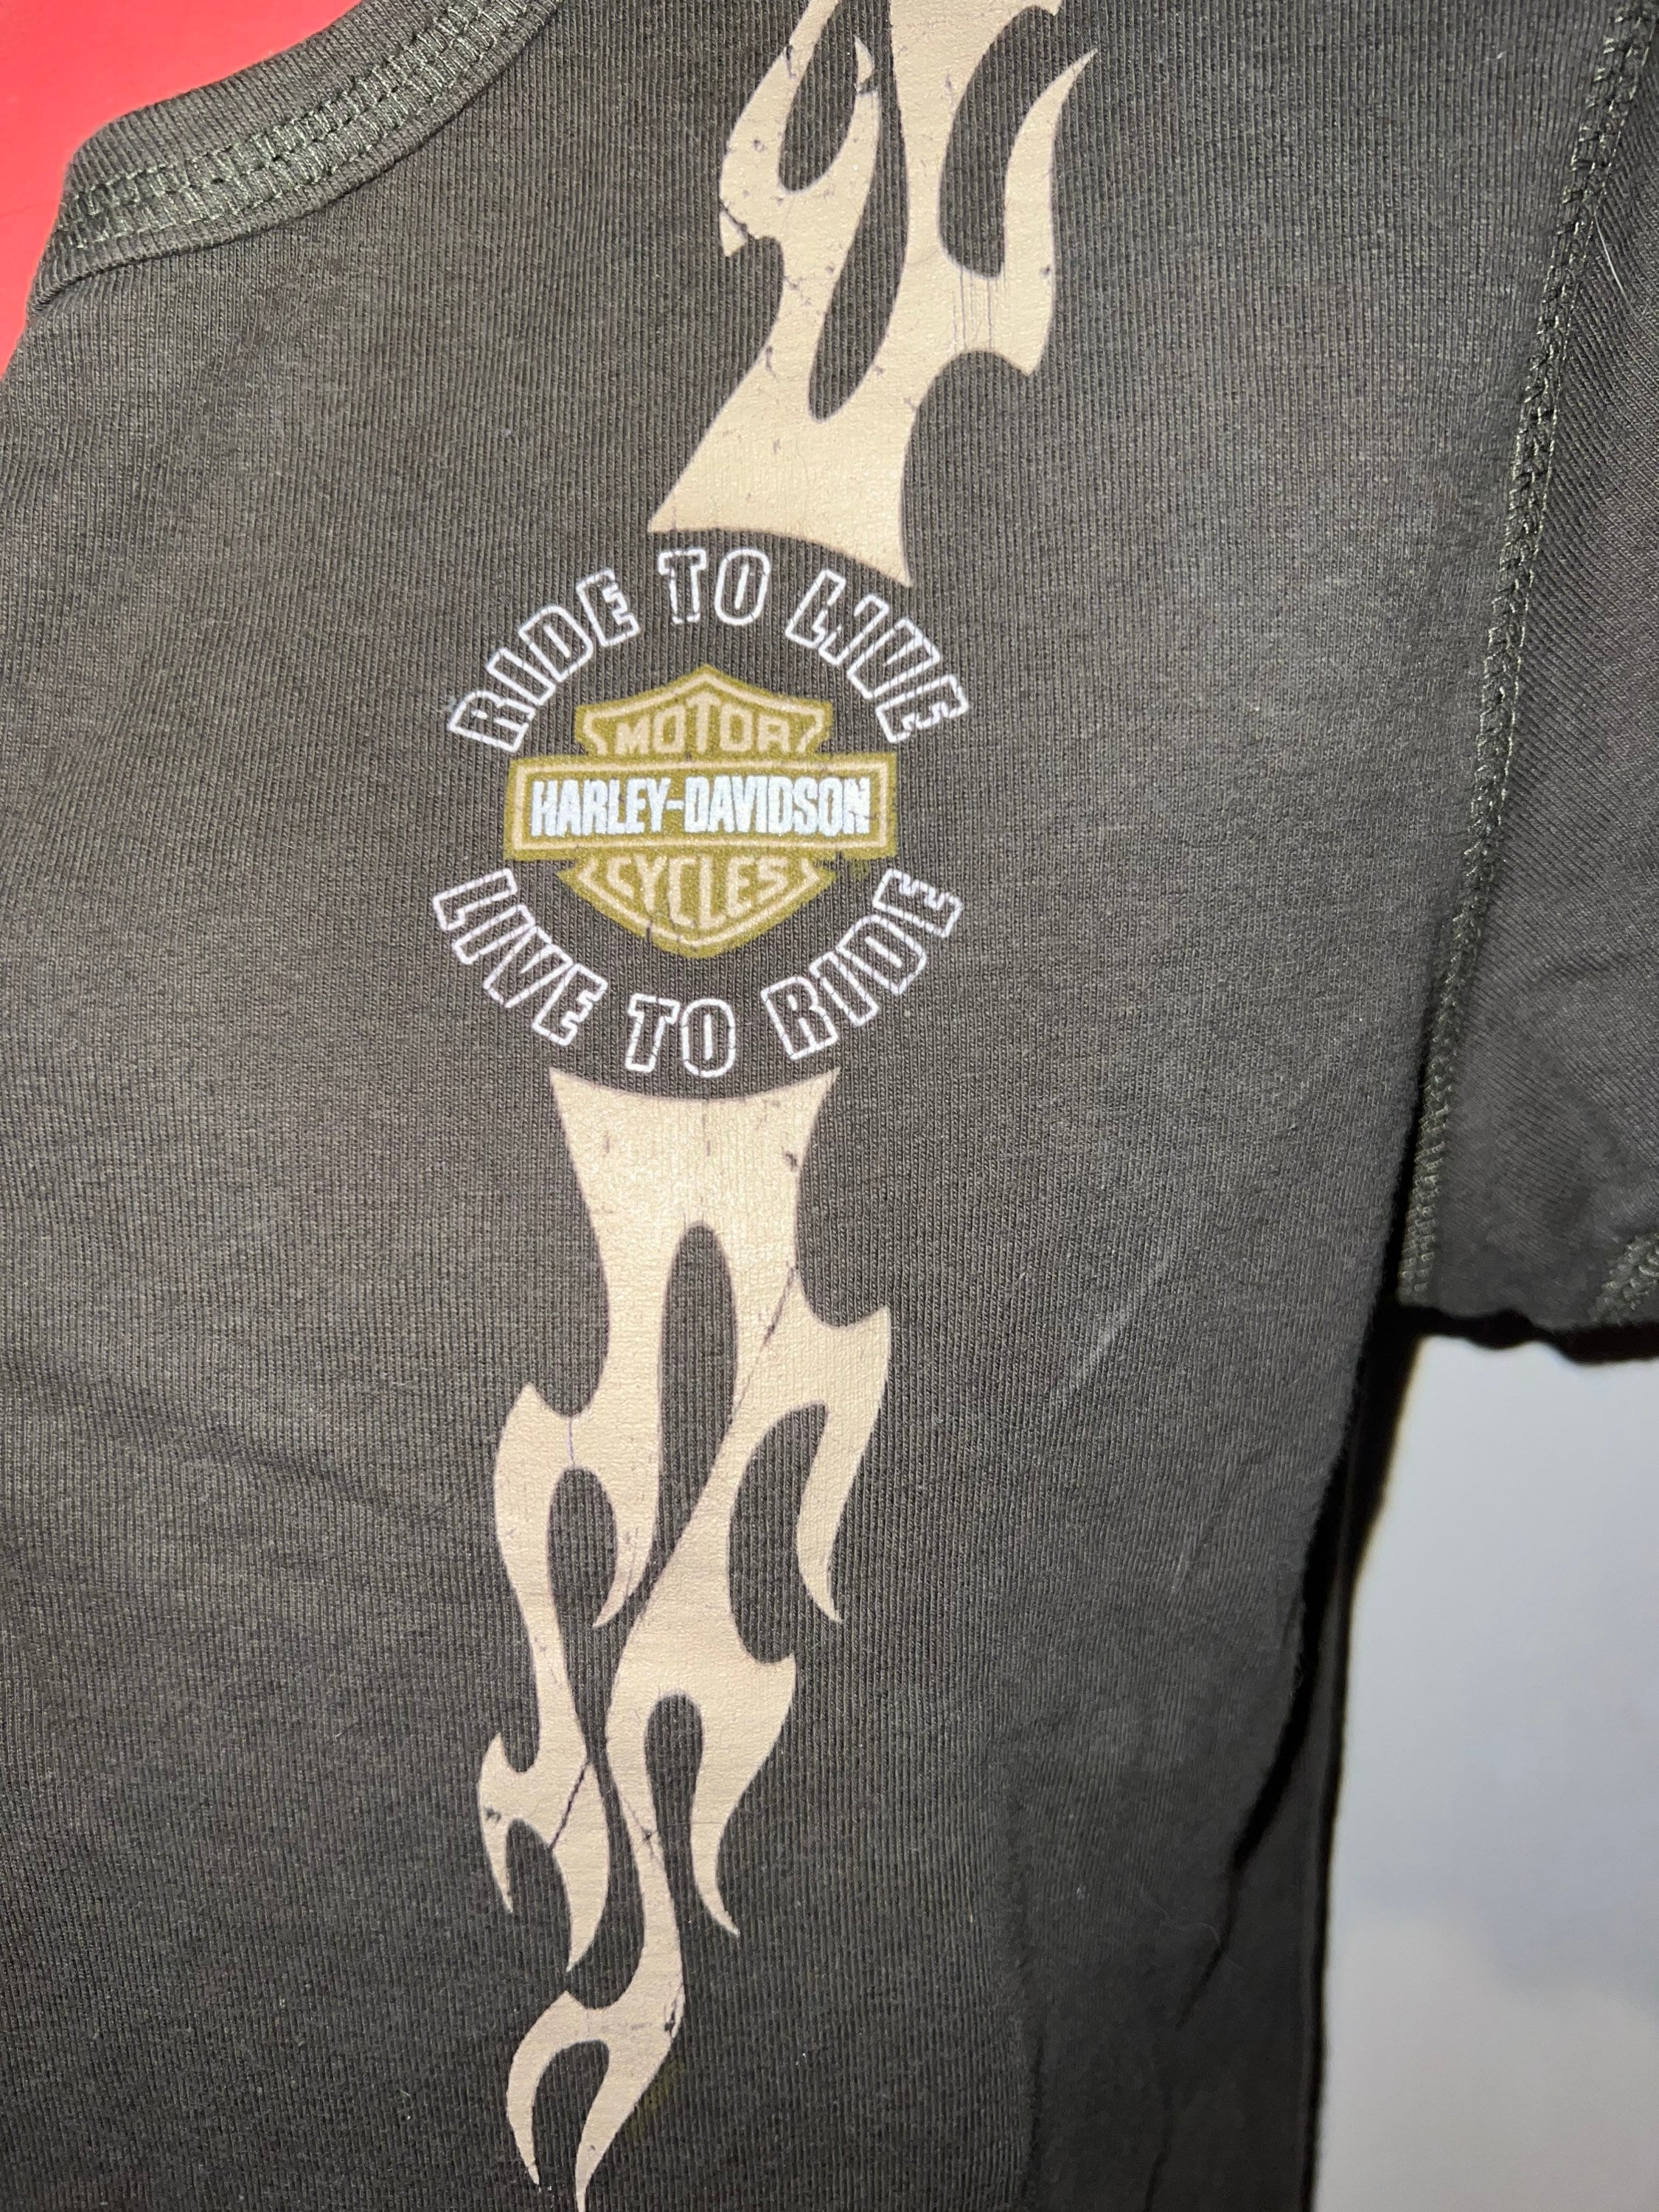 RIDE TO LIVE
MOTOR
HARLEY-DAVIDSON
CYCLES
LIVE TO RIDE